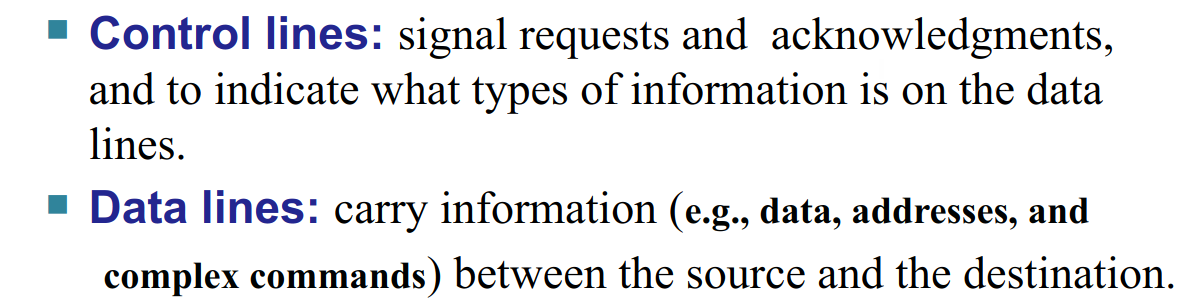 ▪ Control lines: signal requests and acknowledgments,
and to indicate what types of information is on the data
lines.
▪ Data lines: carry information (e.g., data, addresses, and
complex commands) between the source and the destination.